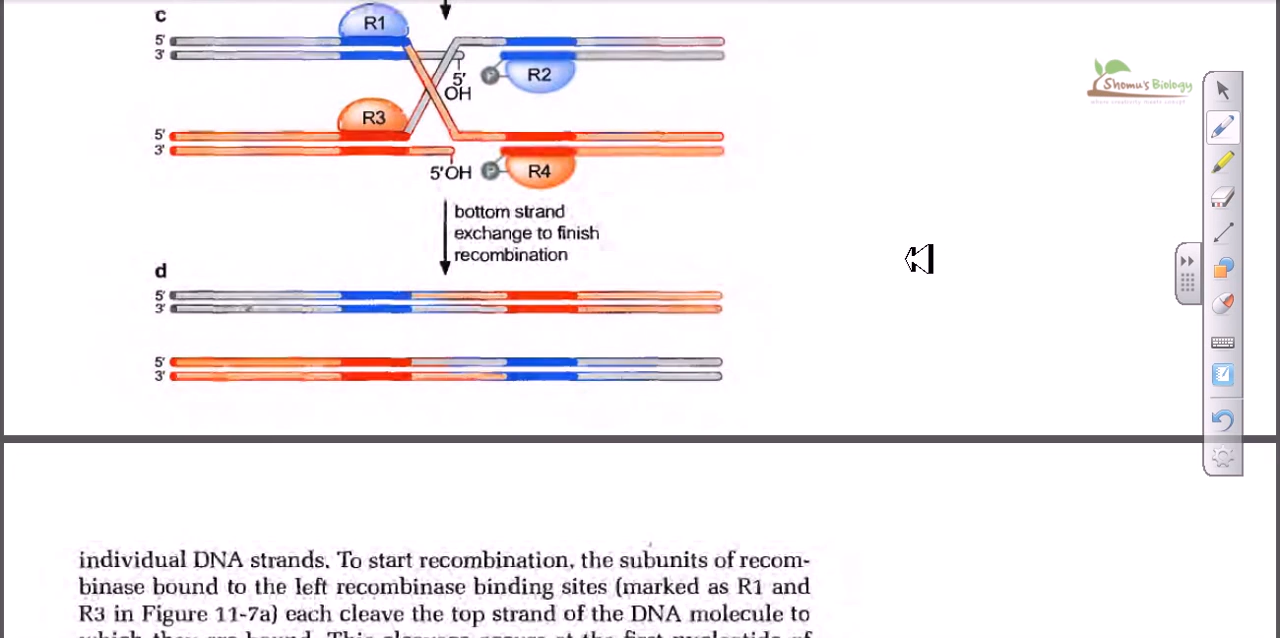 c
R1
5'
3'
5'
OH
P
R2
R3
5'
3'
5'OH
P
R4
bottom strand
exchange to finish
recombination
d
5'
3'
5'
3'
Shomu's Biology
individual DNA strands. To start recombination, the subunits of recom-
binase bound to the left recombinase binding sites (marked as R1 and
R3 in Figure 11-7a) each cleave the top strand of the DNA molecule to